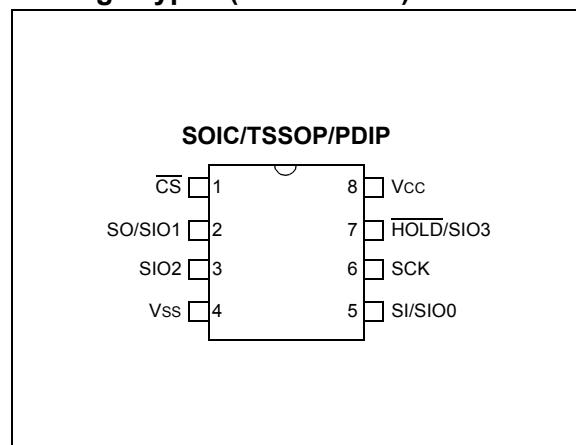 SOIC/TSSOP/PDIP
CS 1 8 Vcc
SO/SIO1 2 7 HOLD/SIO3
SIO2 3 6 SCK
Vss 4 5 SI/SIO0